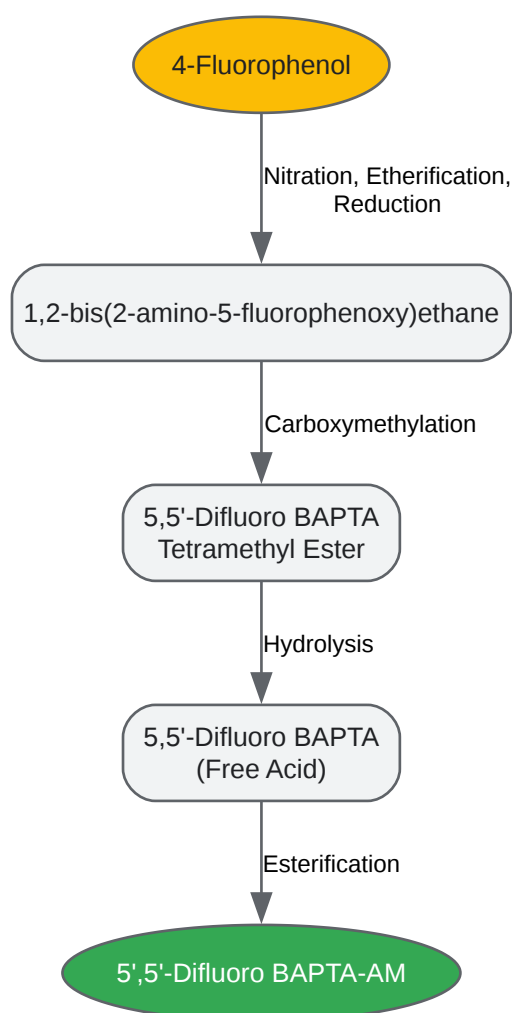 4-Fluorophenol
Nitration, Etherification,
Reduction
1,2-bis(2-amino-5-fluorophenoxy)ethane
Carboxymethylation
5,5'-Difluoro BAPTA
Tetramethyl Ester
Hydrolysis
5,5'-Difluoro BAPTA
(Free Acid)
Esterification
5',5'-Difluoro BAPTA-AM